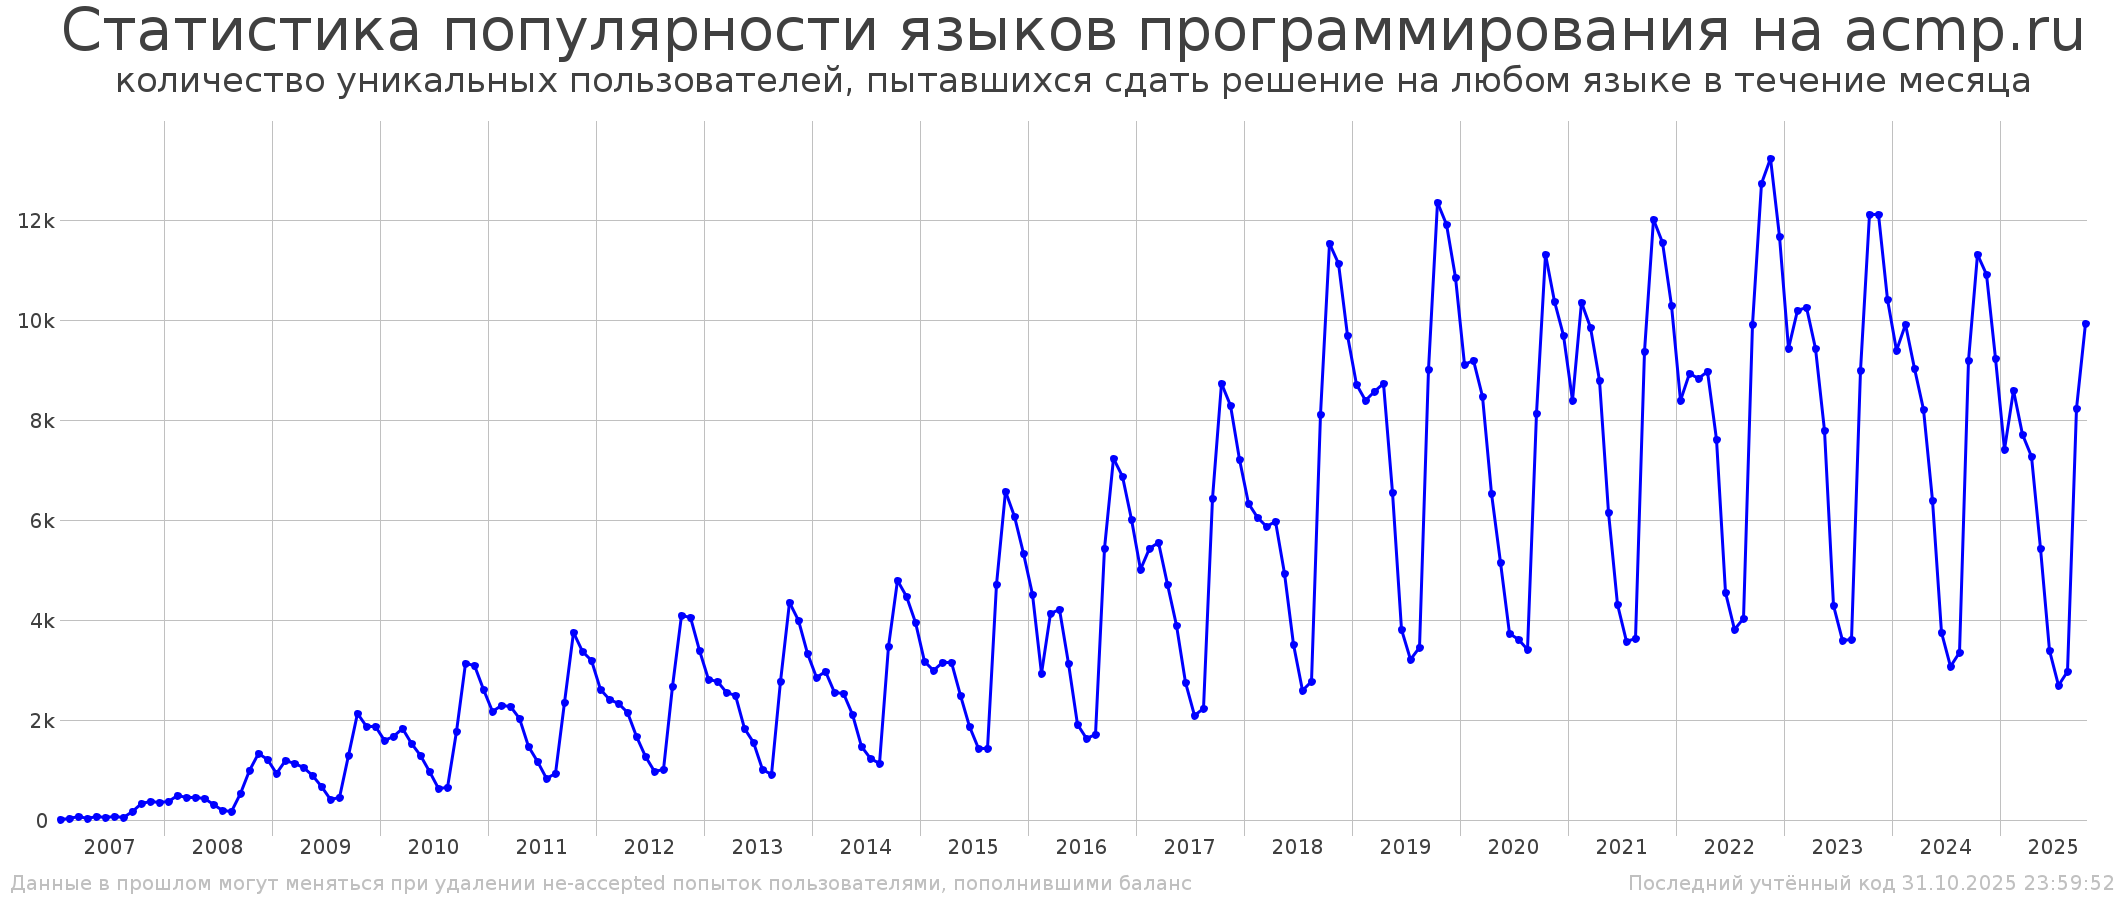 Статистика популярности языков программирования на acmp.ru
количество уникальных пользователей, пытавшихся сдать решение на любом языке в течение месяца
12k
10k
8k
6k
4k
2k
0
2007 2008 2009 2010 2011 2012 2013 2014 2015 2016 2017 2018 2019 2020 2021 2022 2023 2024 2025
Данные в прошлом могут меняться при удалении не-accepted попыток пользователями, пополнившими баланс
Последний учтённый код 31.10.2025 23:59:52